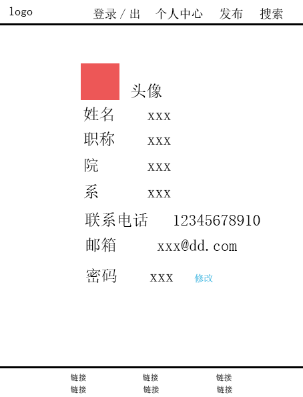 logo 登录 / 出 个人中心 发布 搜索
头像
姓名 xxx
职称 xxx
院 xxx
系 xxx
联系电话 12345678910
邮箱 xxx@dd.com
密码 xxx 修改
链接 链接 链接
链接 链接 链接